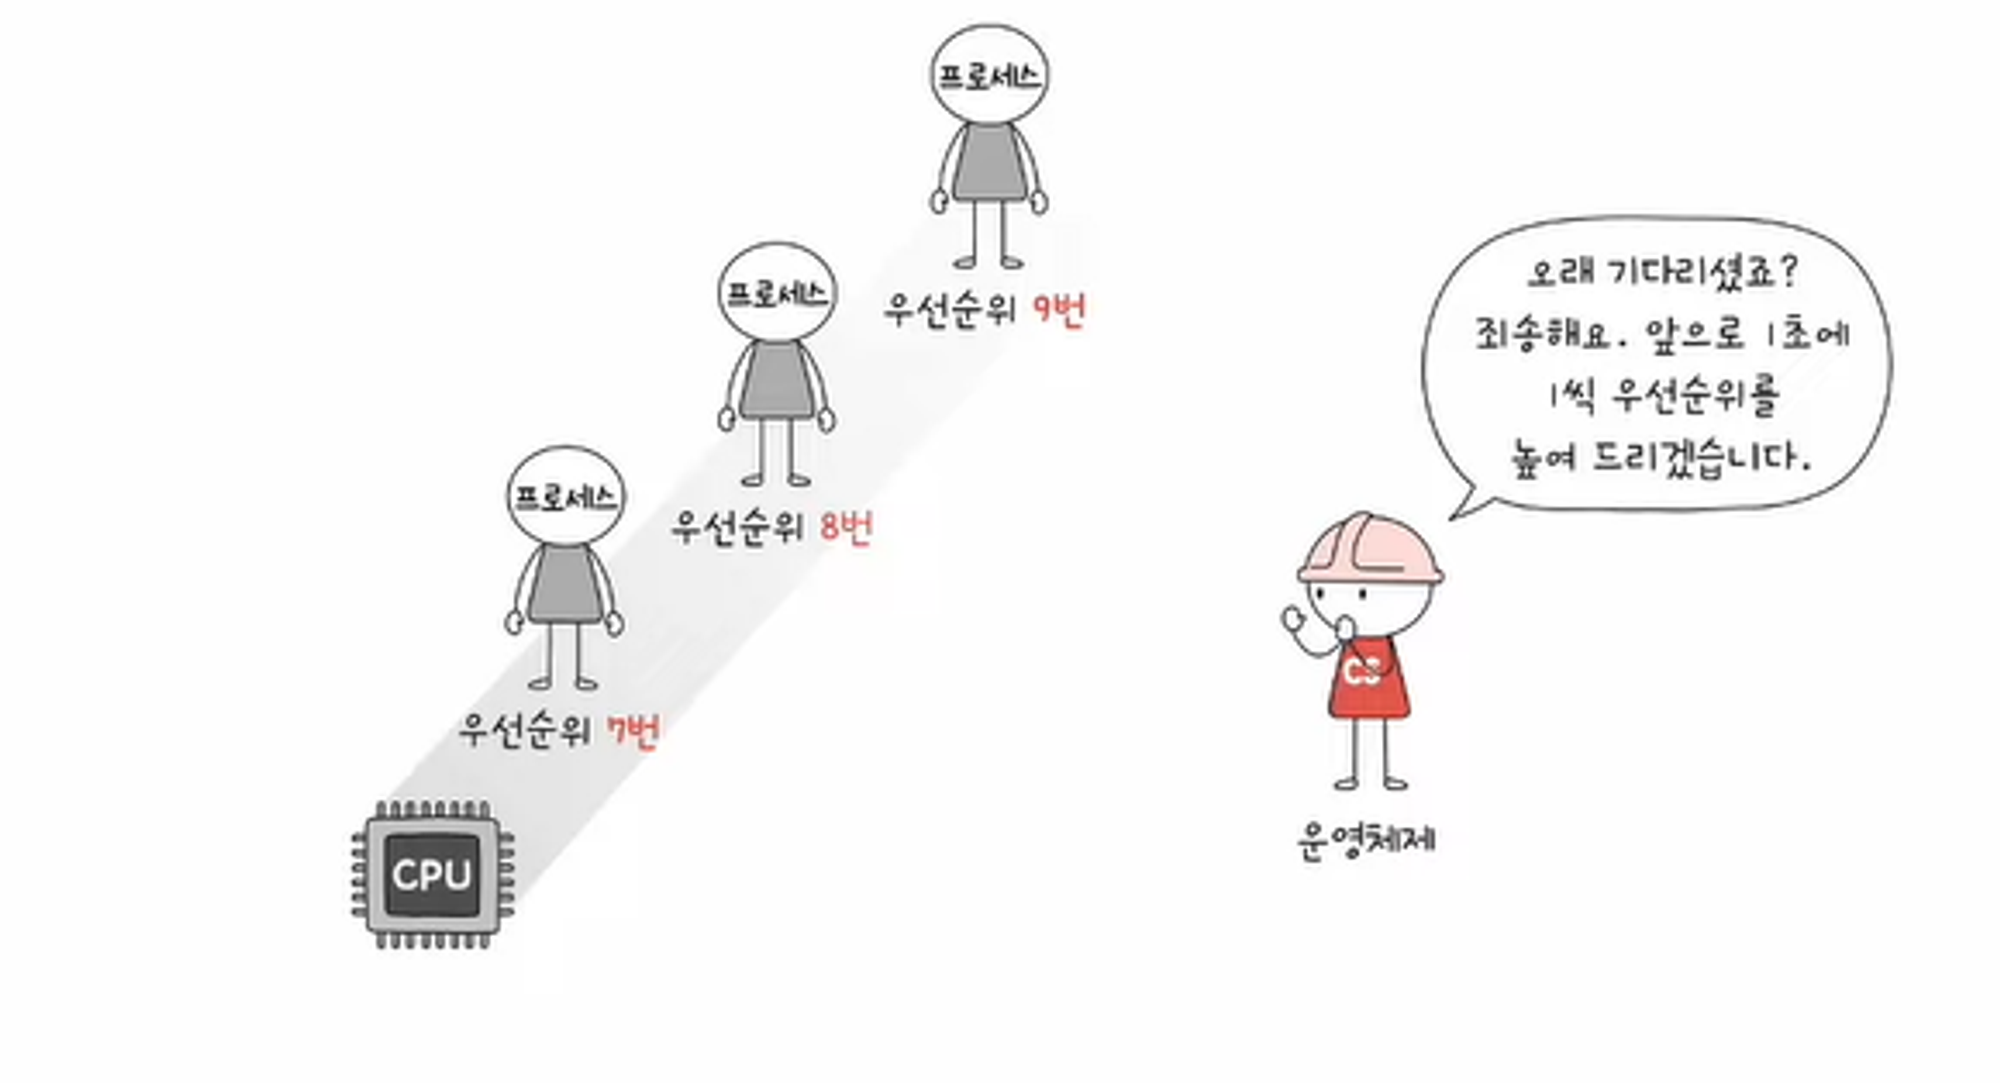 프로세스
우선순위 9번
프로세스
우선순위 8번
프로세스
우선순위 7번
CPU
오래 기다리셨죠?
죄송해요. 앞으로 1초에
1씩 우선순위를
높여 드리겠습니다.
CS
운영체제